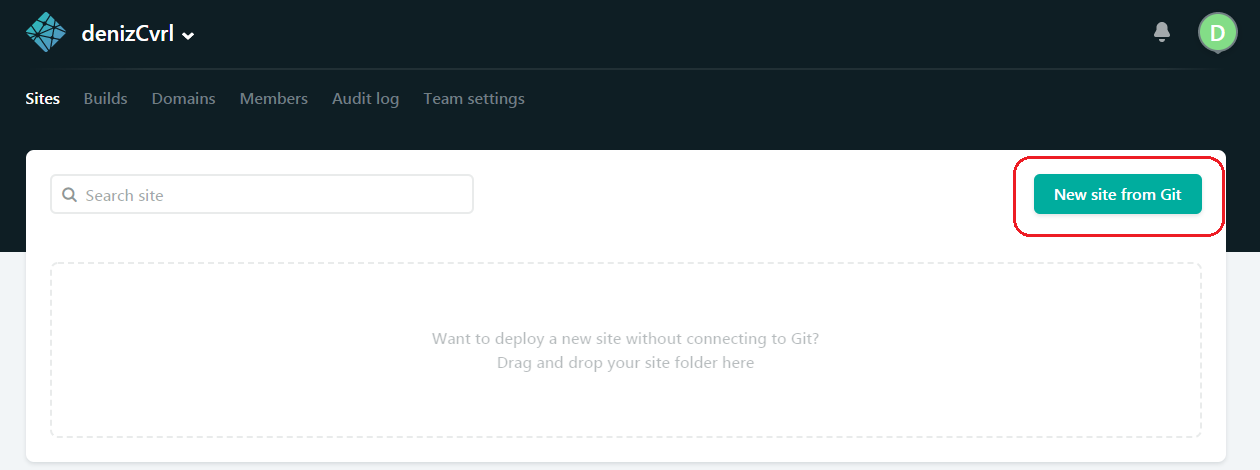 denizCvrl
D
Sites Builds Domains Members Audit log Team settings
Search site
New site from Git
Want to deploy a new site without connecting to Git?
Drag and drop your site folder here